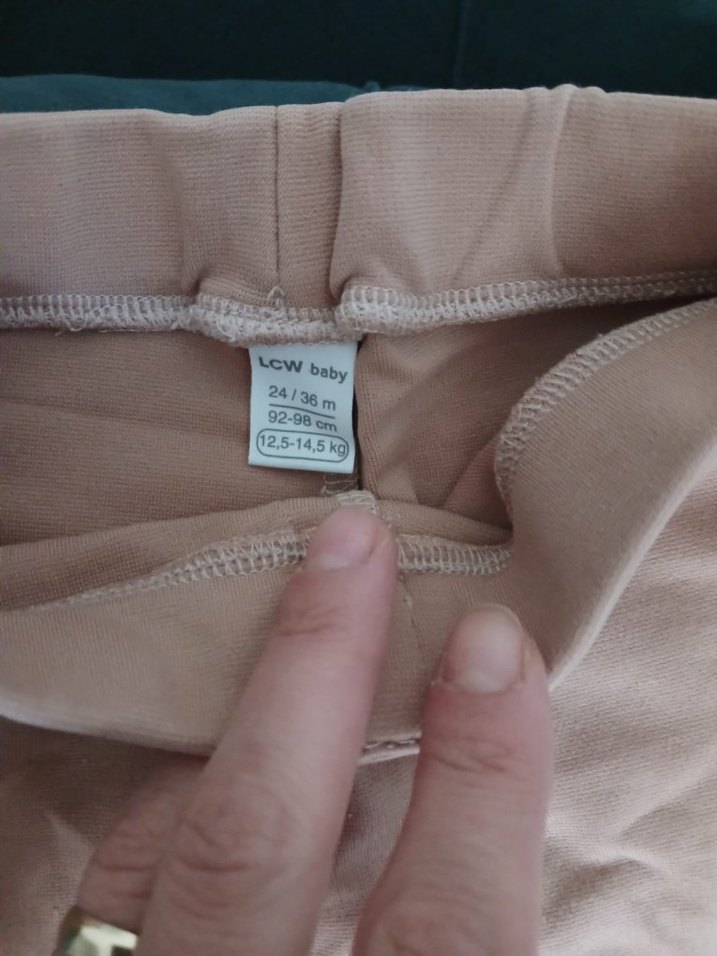 LCW baby
24 / 36 m
92-98 cm
12,5-14,5 kg